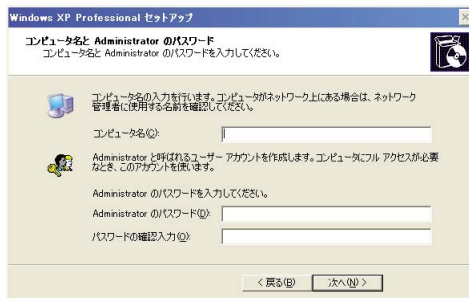 Windows XP Professional セットアップ
コンピュータ名と Administrator のパスワード
コンピュータ名と Administrator のパスワードを入力してください。
コンピュータ名の入力を行います。コンピュータがネットワーク上にある場合は、ネットワーク
管理者に使用する名前を確認してください。
コンピュータ名(C):
Administrator と呼ばれるユーザー アカウントを作成します。コンピュータにフル アクセスが必要
なとき、このアカウントを使います。
Administrator のパスワードを入力してください。
Administrator のパスワード(D):
パスワードの確認入力(O):
< 戻る(B)
次へ(N) >